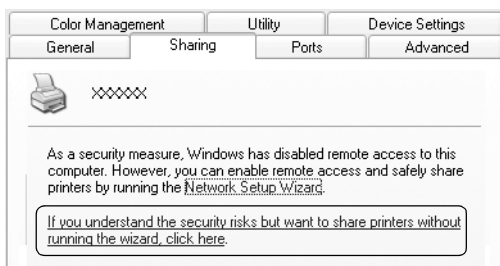 Color Management Utility Device Settings
General Sharing Ports Advanced
XXXXXX
As a security measure, Windows has disabled remote access to this
computer. However, you can enable remote access and safely share
printers by running the Network Setup Wizard.
If you understand the security risks but want to share printers without
running the wizard, click here.